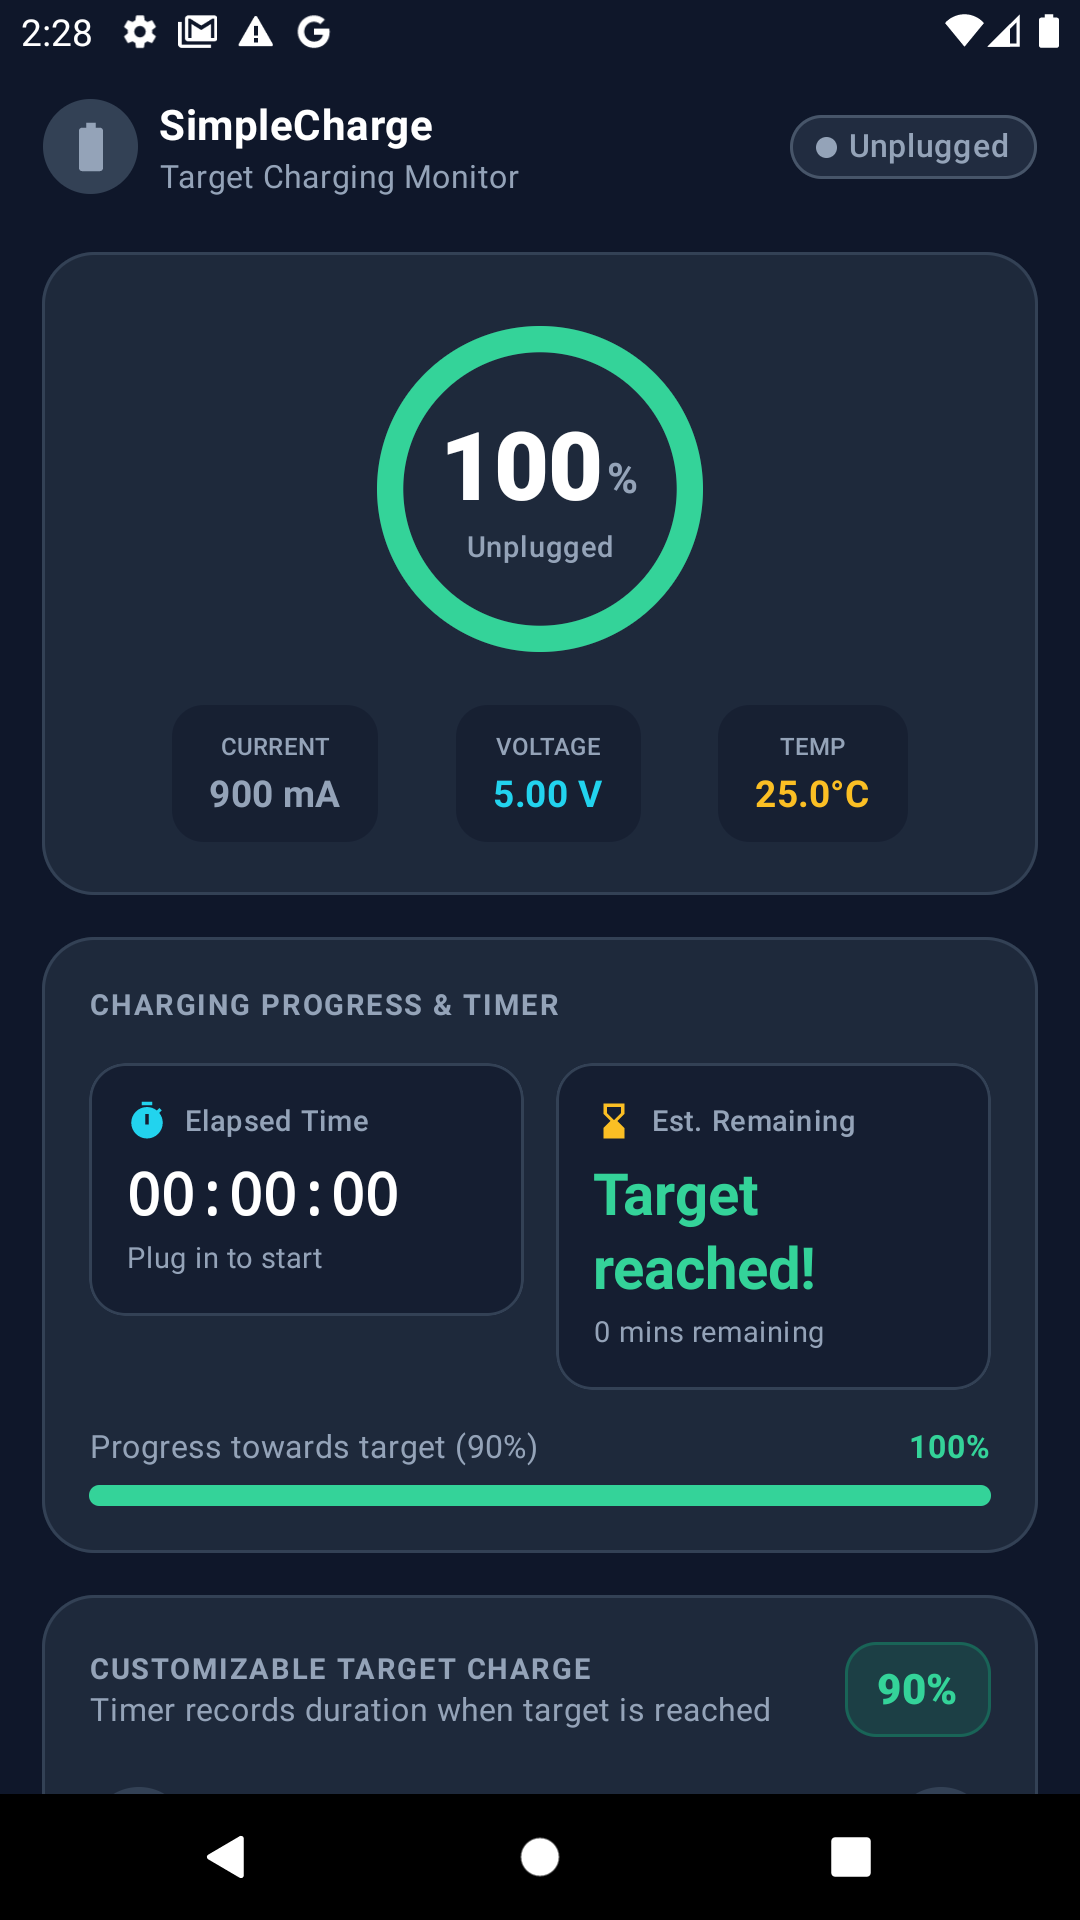 2:28
SimpleCharge
Target Charging Monitor
Unplugged
100%
Unplugged
CURRENT
900 mA
VOLTAGE
5.00 V
TEMP
25.0°C
CHARGING PROGRESS & TIMER
Elapsed Time
00:00:00
Plug in to start
Est. Remaining
Target
reached!
0 mins remaining
Progress towards target (90%)
100%
CUSTOMIZABLE TARGET CHARGE
Timer records duration when target is reached
90%